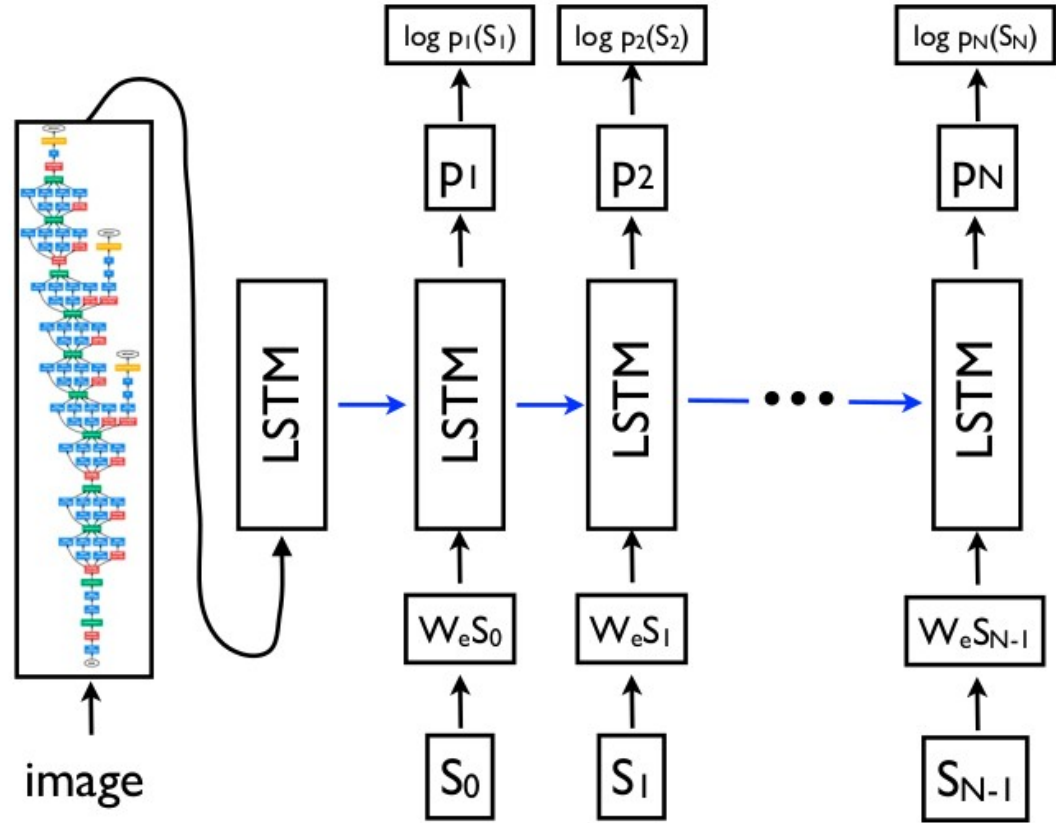 log p₁(S₁) log p₂(S₂) log pN(SN)
p₁ p₂ pN
LSTM LSTM LSTM LSTM
•••
WeS₀ WeS₁ WeSN-1
S₀ S₁ SN-1
image